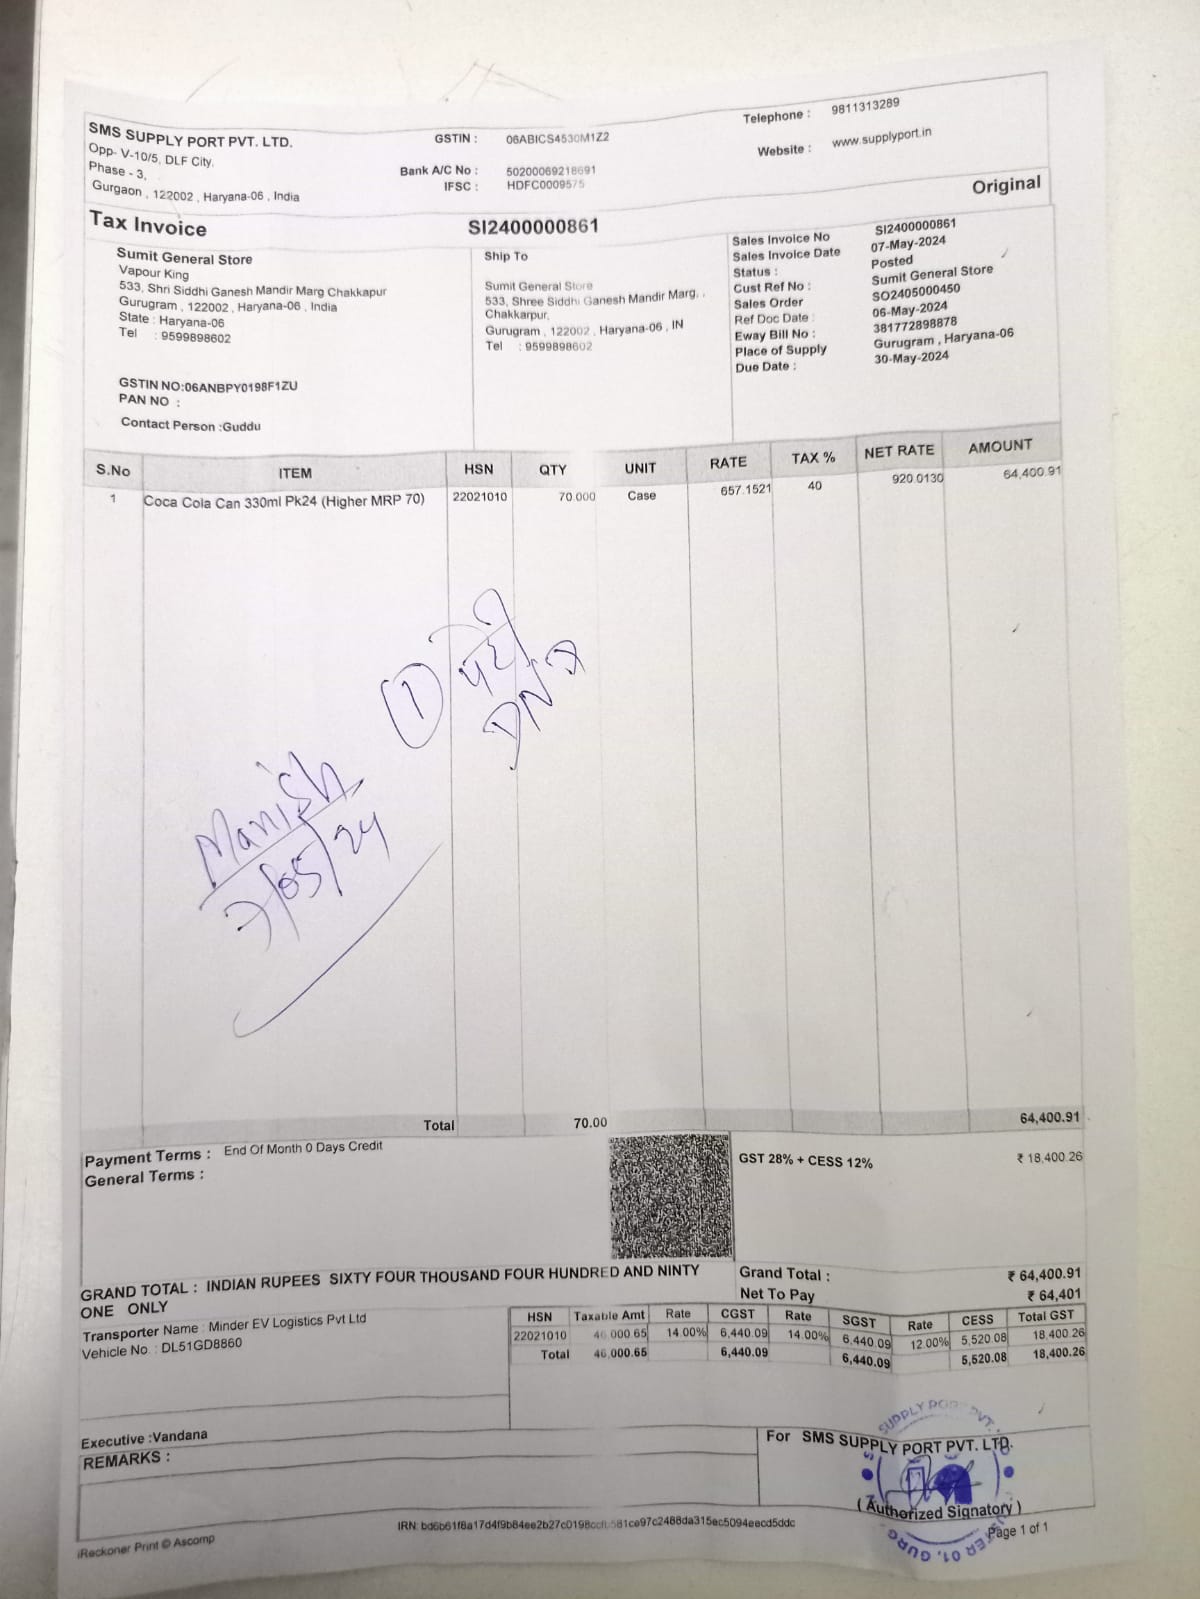 SMS SUPPLY PORT PVT. LTD.
Opp- V-10/5, DLF City,
Phase - 3,
Gurgaon , 122002 , Haryana-06 , India
GSTIN : 06ABICS4530M1Z2
Bank A/C No : 50200069218691
IFSC : HDFC0009575
Telephone : 9811313289
Website : www.supplyport.in
Original
Tax Invoice
SI2400000861
Sumit General Store
Vapour King
533, Shri Siddhi Ganesh Mandir Marg Chakkapur
Gurugram , 122002 , Haryana-06 , India
State : Haryana-06
Tel : 9599898602
GSTIN NO:06ANBPY0198F1ZU
PAN NO :
Contact Person :Guddu
Ship To
Sumit General Store
533, Shree Siddhi Ganesh Mandir Marg, ,
Chakkarpur,
Gurugram , 122002 , Haryana-06 , IN
Tel : 9599898602
Sales Invoice No SI2400000861
Sales Invoice Date 07-May-2024
Status : Posted
Cust Ref No : Sumit General Store
Sales Order SO2405000450
Ref Doc Date : 06-May-2024
Eway Bill No : 381772898878
Place of Supply Gurugram , Haryana-06
Due Date : 30-May-2024
S.No ITEM HSN QTY UNIT RATE TAX % NET RATE AMOUNT
1 Coca Cola Can 330ml Pk24 (Higher MRP 70) 22021010 70.000 Case 657.1521 40 920.0130 64,400.91
1 पेटी
Manish
7/05/24
Total 70.00 64,400.91
Payment Terms : End Of Month 0 Days Credit
General Terms :
GST 28% + CESS 12% ₹ 18,400.26
GRAND TOTAL : INDIAN RUPEES SIXTY FOUR THOUSAND FOUR HUNDRED AND NINTY
ONE ONLY
Grand Total : ₹ 64,400.91
Net To Pay ₹ 64,401
Transporter Name : Minder EV Logistics Pvt Ltd
Vehicle No. : DL51GD8860
HSN Taxable Amt Rate CGST Rate SGST Rate CESS Total GST
22021010 46,000.65 14.00% 6,440.09 14.00% 6,440.09 12.00% 5,520.08 18,400.26
Total 46,000.65 6,440.09 6,440.09 5,520.08 18,400.26
Executive :Vandana
REMARKS :
For SMS SUPPLY PORT PVT. LTD.
( Authorized Signatory )
Page 1 of 1
iReckoner Print © Ascomp